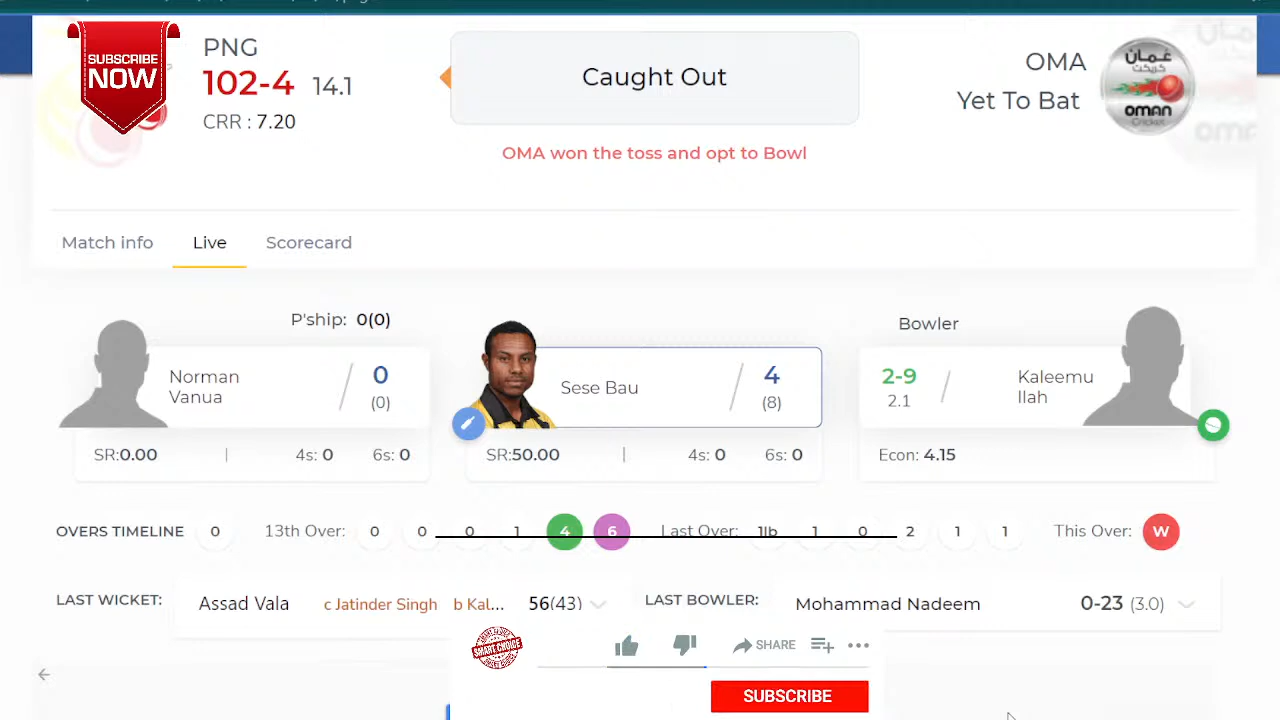 SUBSCRIBE
NOW
PNG
102-4 14.1
CRR : 7.20
Caught Out
OMA won the toss and opt to Bowl
OMA
Yet To Bat
عمان
كريكت
OMAN
Cricket
Match info Live Scorecard
P'ship: 0(0)
Norman
Vanua
0
(0)
SR:0.00 | 4s: 0 6s: 0
Sese Bau
4
(8)
SR:50.00 | 4s: 0 6s: 0
Bowler
2-9
2.1
Kaleemu
llah
Econ: 4.15
OVERS TIMELINE 0 13th Over: 0 0 0 1 4 6 Last Over: 1lb 1 0 2 1 1 This Over: W
LAST WICKET: Assad Vala c Jatinder Singh b Kal... 56(43) LAST BOWLER: Mohammad Nadeem 0-23 (3.0)
SMART CHOICE
SHARE
SUBSCRIBE